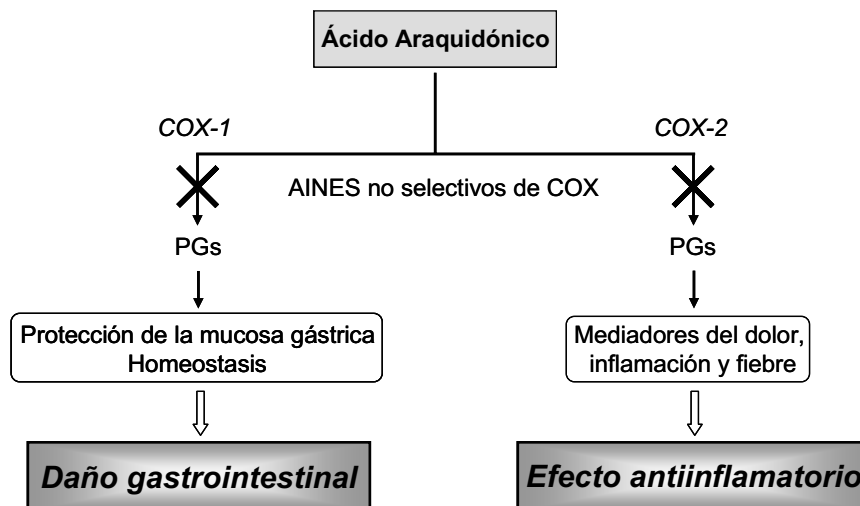 Ácido Araquidónico
COX-1
COX-2
AINES no selectivos de COX
PGs
PGs
Protección de la mucosa gástrica
Homeostasis
Mediadores del dolor,
inflamación y fiebre
Daño gastrointestinal
Efecto antiinflamatorio